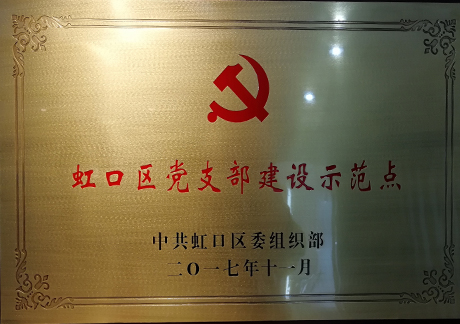 虹口区党支部建设示范点
中共虹口区委组织部
二〇一七年十一月